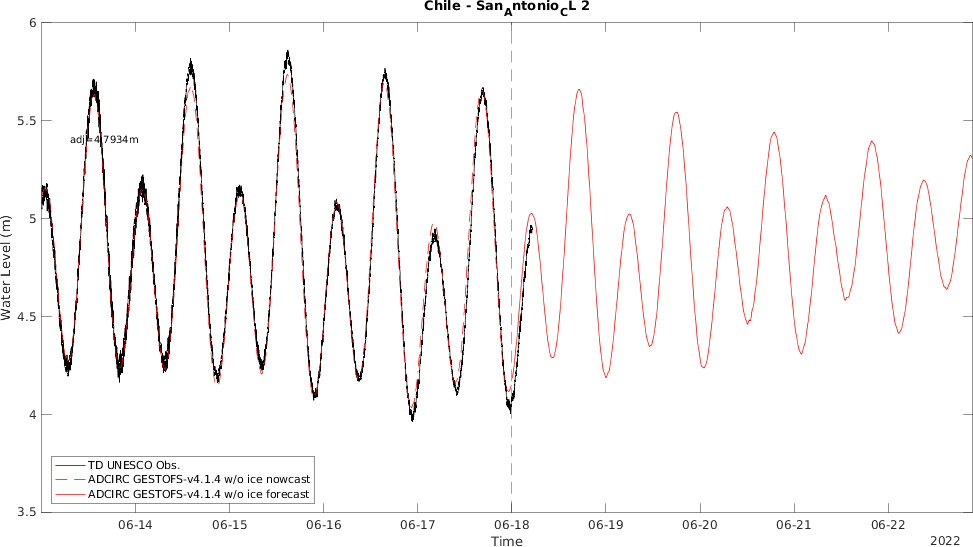 Chile - San_Antonio_CL 2
6
5.5
5
4.5
4
3.5
Water Level (m)
adj=4.7934m
TD UNESCO Obs.
ADCIRC GESTOFS-v4.1.4 w/o ice nowcast
ADCIRC GESTOFS-v4.1.4 w/o ice forecast
06-14 06-15 06-16 06-17 06-18 06-19 06-20 06-21 06-22
Time
2022